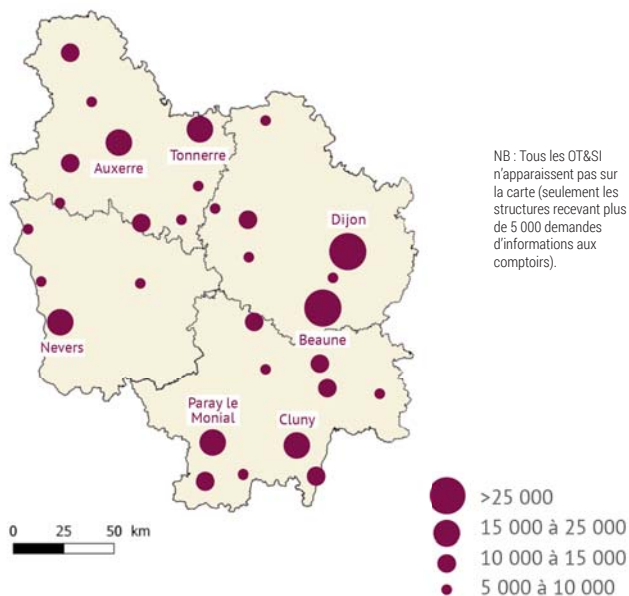 Auxerre
Tonnerre
Dijon
Nevers
Beaune
Paray le
Monial
Cluny
NB : Tous les OT&SI
n'apparaissent pas sur
la carte (seulement les
structures recevant plus
de 5 000 demandes
d'informations aux
comptoirs).
0 25 50 km
>25 000
15 000 à 25 000
10 000 à 15 000
5 000 à 10 000